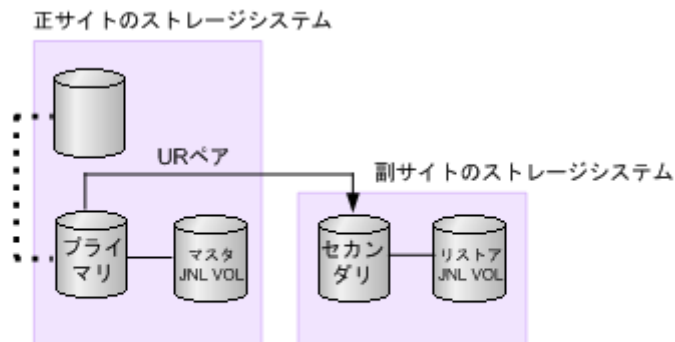 正サイトのストレージシステム
URペア
副サイトのストレージシステム
プライ
マリ
マスタ
JNL VOL
セカン
ダリ
リストア
JNL VOL